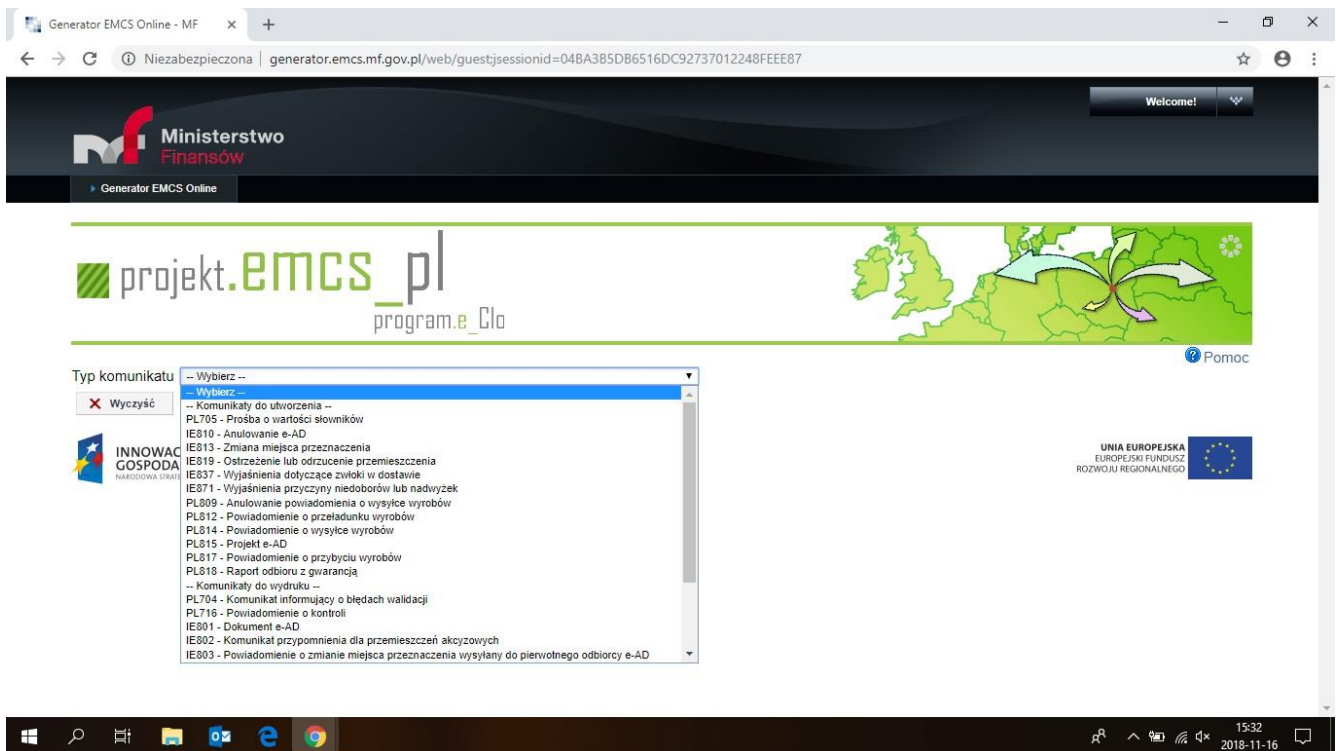 Generator EMCS Online - MF
Niezabezpieczona | generator.emcs.mf.gov.pl/web/guest;jsessionid=04BA3B5DB6516DC92737012248FEEE87
Welcome!
Ministerstwo
Finansów
Generator EMCS Online
projekt.emcs_pl
program.e_Clo
Pomoc
Typ komunikatu
-- Wybierz --
-- Wybierz --
-- Komunikaty do utworzenia --
Wyczyść
PL705 - Prośba o wartości słowników
IE810 - Anulowanie e-AD
IE813 - Zmiana miejsca przeznaczenia
IE819 - Ostrzeżenie lub odrzucenie przemieszczenia
IE837 - Wyjaśnienia dotyczące zwłoki w dostawie
IE871 - Wyjaśnienia przyczyny niedoborów lub nadwyżek
PL809 - Anulowanie powiadomienia o wysyłce wyrobów
PL812 - Powiadomienie o przeładunku wyrobów
PL814 - Powiadomienie o wysyłce wyrobów
PL815 - Projekt e-AD
PL817 - Powiadomienie o przybyciu wyrobów
PL818 - Raport odbioru z gwarancją
-- Komunikaty do wydruku --
PL704 - Komunikat informujący o błędach walidacji
PL716 - Powiadomienie o kontroli
IE801 - Dokument e-AD
IE802 - Komunikat przypomnienia dla przemieszczeń akcyzowych
IE803 - Powiadomienie o zmianie miejsca przeznaczenia wysyłany do pierwotnego odbiorcy e-AD
INNOWAC
GOSPODA
NARODOWA STRAT
UNIA EUROPEJSKA
EUROPEJSKI FUNDUSZ
ROZWOJU REGIONALNEGO
15:32
2018-11-16